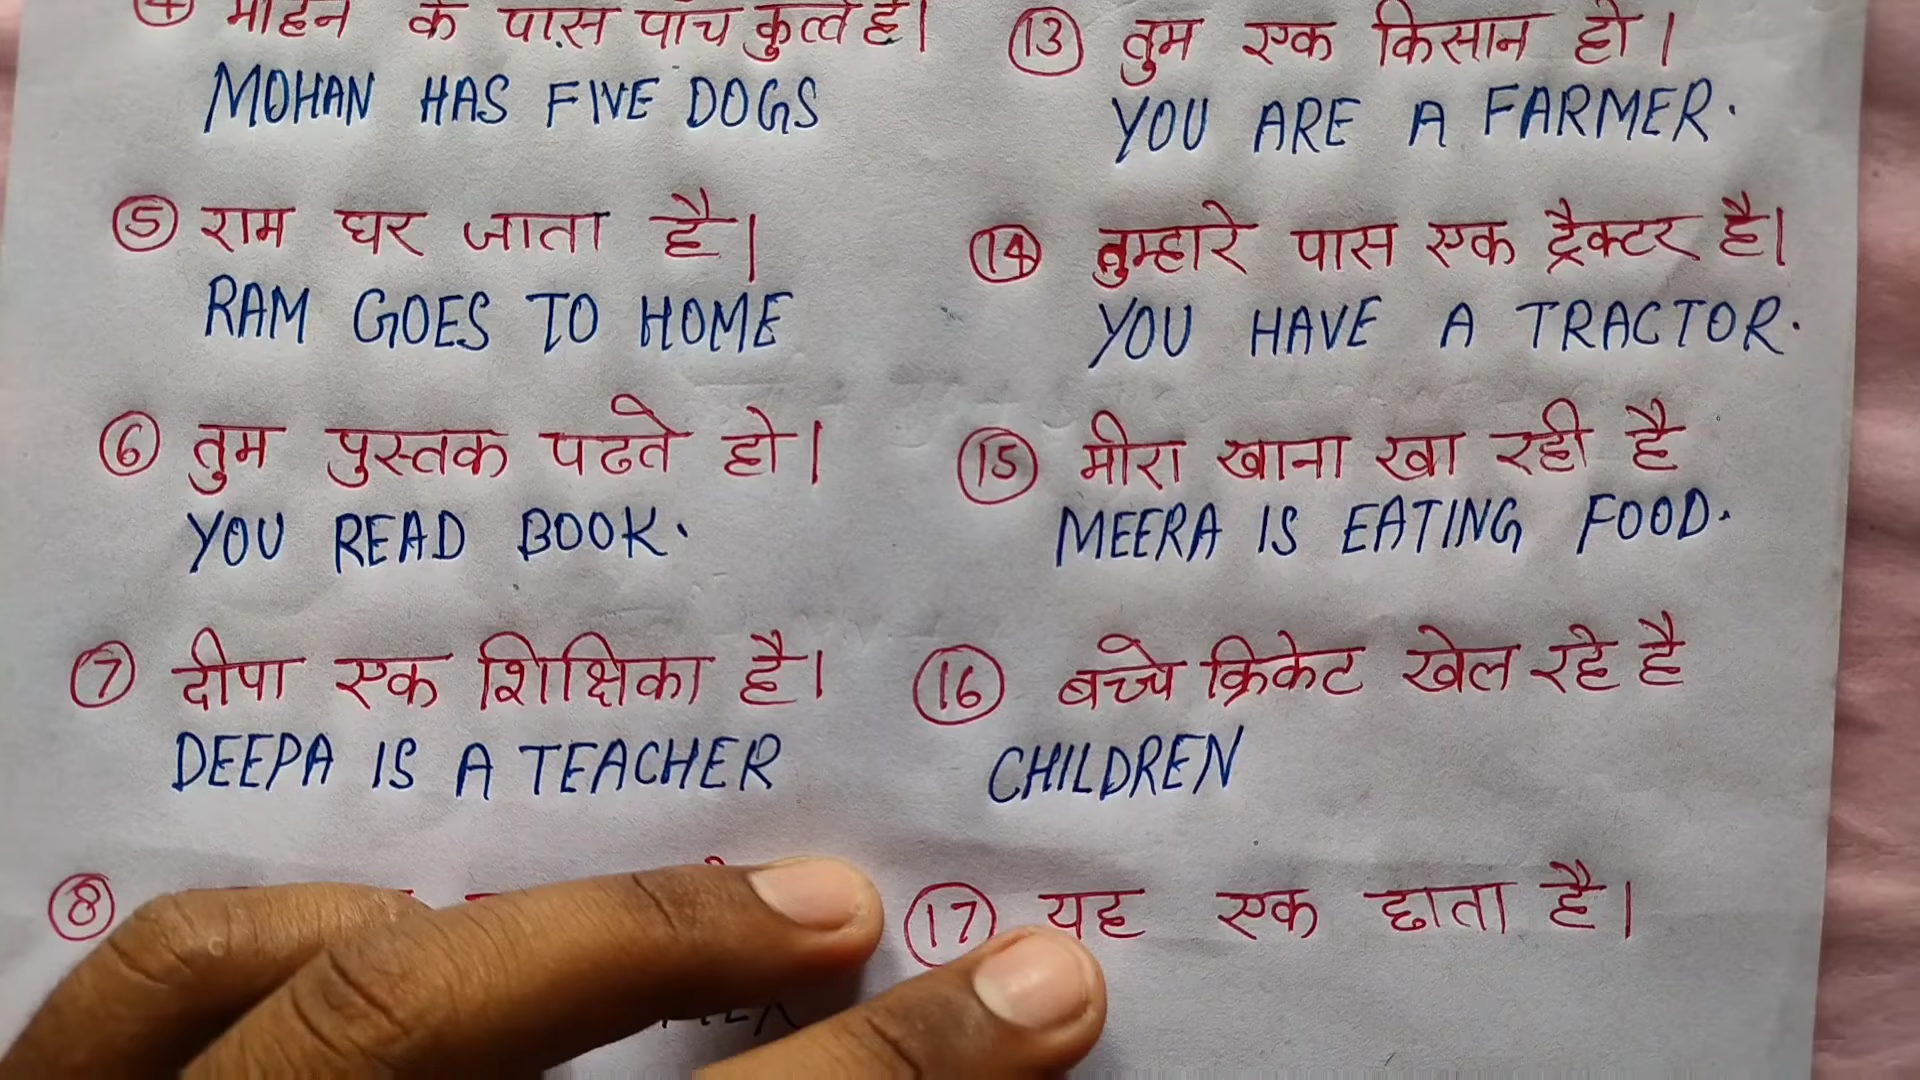 ④ मोहन के पास पाँच कुत्ते है।
MOHAN HAS FIVE DOGS
⑤ राम घर जाता है।
RAM GOES TO HOME
⑥ तुम पुस्तक पढते हो।
YOU READ BOOK.
⑦ दीपा एक शिक्षिका है।
DEEPA IS A TEACHER
⑧
⑬ तुम एक किसान हो।
YOU ARE A FARMER.
⑭ तुम्हारे पास एक ट्रैक्टर है।
YOU HAVE A TRACTOR.
⑮ मीरा खाना खा रही है
MEERA IS EATING FOOD.
⑯ बच्चे क्रिकेट खेल रहे है
CHILDREN
⑰ यह एक छाता है।